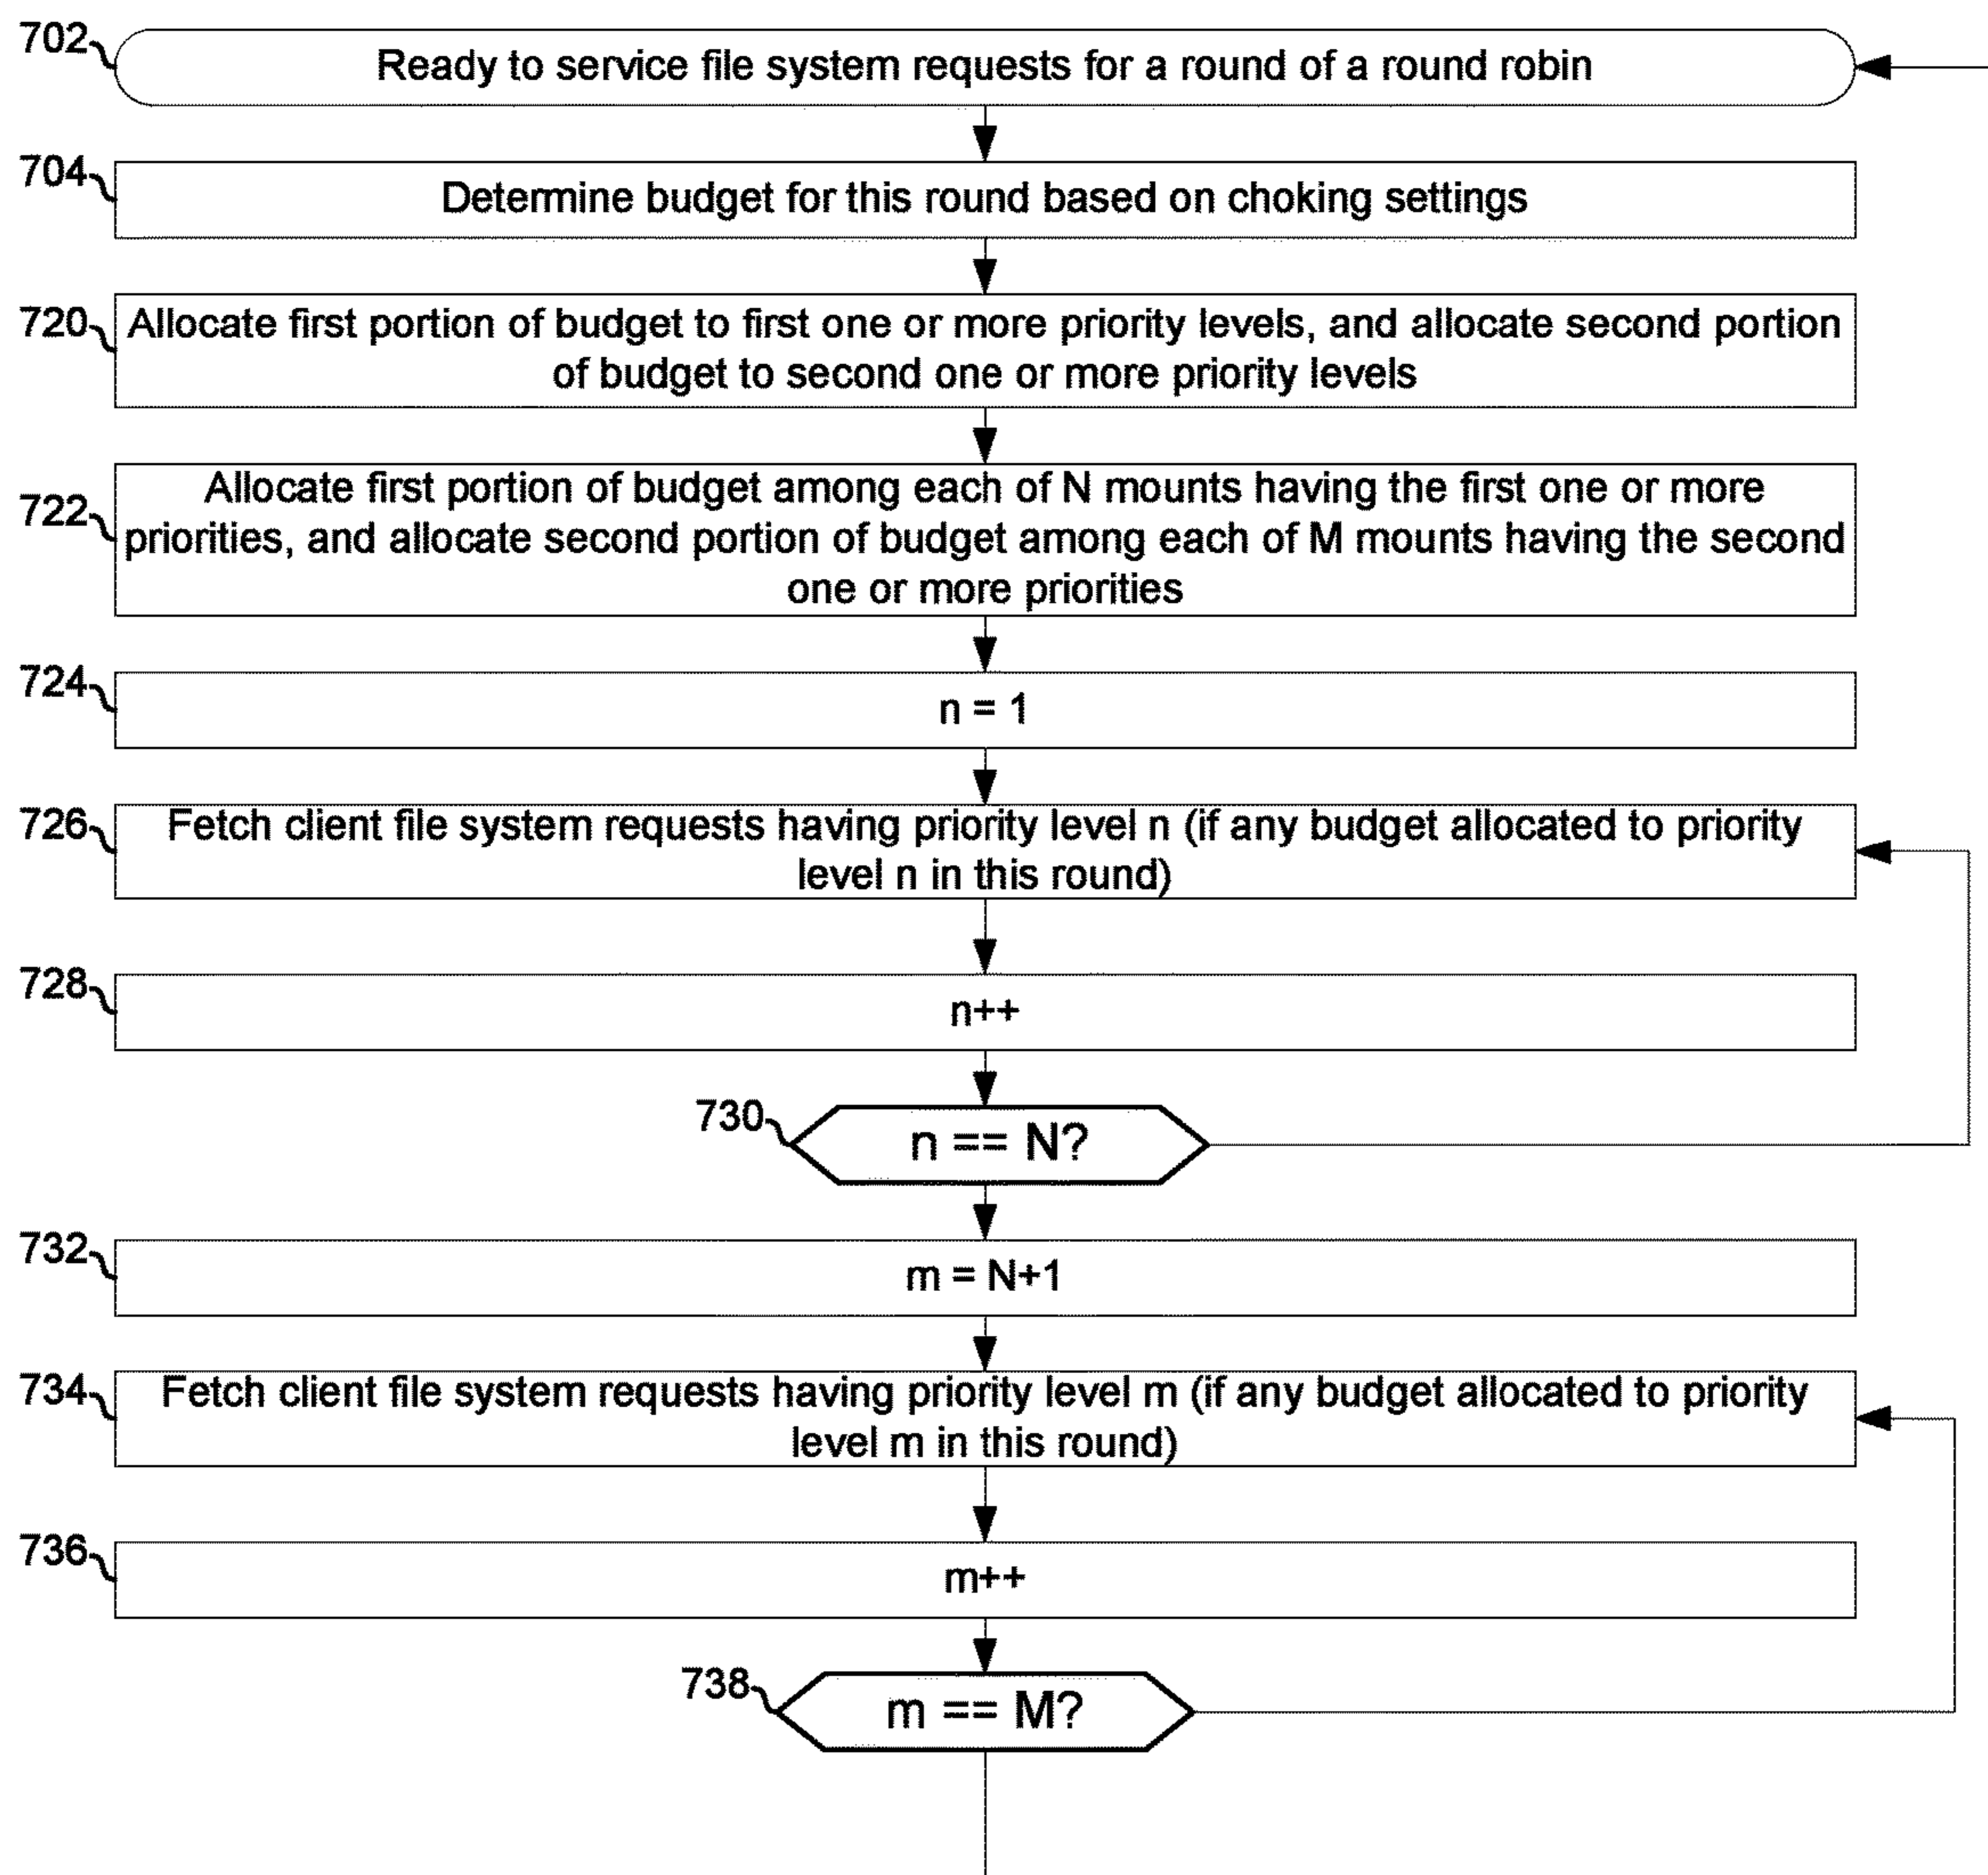 702
Ready to service file system requests for a round of a round robin
704
Determine budget for this round based on choking settings
720
Allocate first portion of budget to first one or more priority levels, and allocate second portion
of budget to second one or more priority levels
722
Allocate first portion of budget among each of N mounts having the first one or more
priorities, and allocate second portion of budget among each of M mounts having the second
one or more priorities
724
n = 1
726
Fetch client file system requests having priority level n (if any budget allocated to priority
level n in this round)
728
n++
730
n == N?
732
m = N+1
734
Fetch client file system requests having priority level m (if any budget allocated to priority
level m in this round)
736
m++
738
m == M?